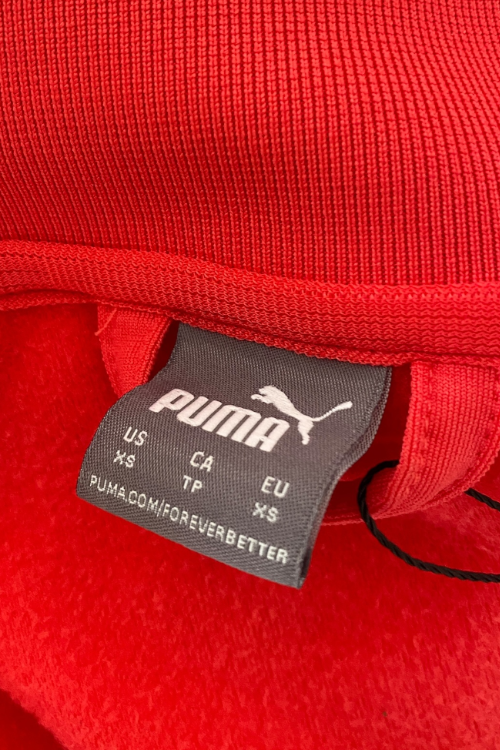 PUMA
US CA EU
XS TP XS
PUMA.COM/FOREVERBETTER